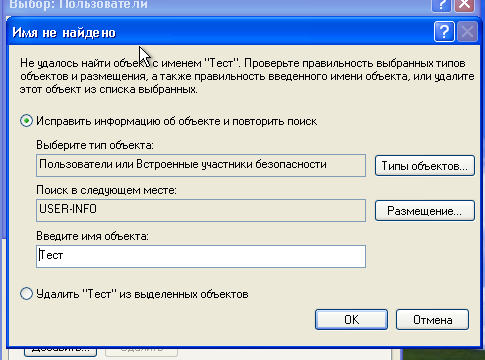 Выбор: Пользователи
Имя не найдено
Не удалось найти объект с именем "Тест". Проверьте правильность выбранных типов
объектов и размещения, а также правильность введенного имени объекта, или удалите
этот объект из списка выбранных.
Исправить информацию об объекте и повторить поиск
Выберите тип объекта:
Пользователи или Встроенные участники безопасности
Типы объектов...
Поиск в следующем месте:
USER-INFO
Размещение...
Введите имя объекта:
Тест
Удалить "Тест" из выделенных объектов
OK
Отмена
Добавить...
Удалить